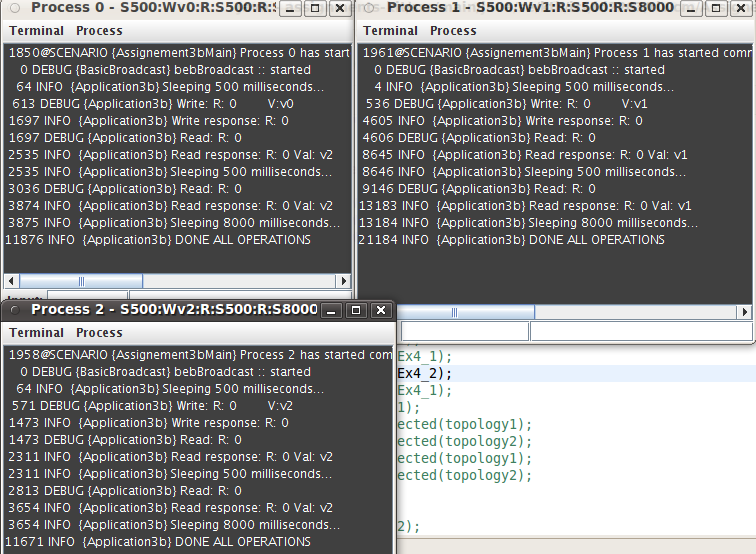 Process 0 - S500:Wv0:R:S500:R:S
Terminal Process
1850@SCENARIO {Assignement3bMain} Process 0 has start
0 DEBUG {BasicBroadcast} bebBroadcast :: started
64 INFO {Application3b} Sleeping 500 milliseconds...
613 DEBUG {Application3b} Write: R: 0 V:v0
1697 INFO {Application3b} Write response: R: 0
1697 DEBUG {Application3b} Read: R: 0
2535 INFO {Application3b} Read response: R: 0 Val: v2
2535 INFO {Application3b} Sleeping 500 milliseconds...
3036 DEBUG {Application3b} Read: R: 0
3874 INFO {Application3b} Read response: R: 0 Val: v2
3875 INFO {Application3b} Sleeping 8000 milliseconds...
11876 INFO {Application3b} DONE ALL OPERATIONS
Process 1 - S500:Wv1:R:S500:R:S8000
Terminal Process
1961@SCENARIO {Assignement3bMain} Process 1 has started comm
0 DEBUG {BasicBroadcast} bebBroadcast :: started
4 INFO {Application3b} Sleeping 500 milliseconds...
536 DEBUG {Application3b} Write: R: 0 V:v1
4605 INFO {Application3b} Write response: R: 0
4606 DEBUG {Application3b} Read: R: 0
8645 INFO {Application3b} Read response: R: 0 Val: v1
8646 INFO {Application3b} Sleeping 500 milliseconds...
9146 DEBUG {Application3b} Read: R: 0
13183 INFO {Application3b} Read response: R: 0 Val: v1
13184 INFO {Application3b} Sleeping 8000 milliseconds...
21184 INFO {Application3b} DONE ALL OPERATIONS
Process 2 - S500:Wv2:R:S500:R:S8000
Terminal Process
1958@SCENARIO {Assignement3bMain} Process 2 has started com
0 DEBUG {BasicBroadcast} bebBroadcast :: started
64 INFO {Application3b} Sleeping 500 milliseconds...
571 DEBUG {Application3b} Write: R: 0 V:v2
1473 INFO {Application3b} Write response: R: 0
1473 DEBUG {Application3b} Read: R: 0
2311 INFO {Application3b} Read response: R: 0 Val: v2
2311 INFO {Application3b} Sleeping 500 milliseconds...
2813 DEBUG {Application3b} Read: R: 0
3654 INFO {Application3b} Read response: R: 0 Val: v2
3654 INFO {Application3b} Sleeping 8000 milliseconds...
11671 INFO {Application3b} DONE ALL OPERATIONS
Ex4_1);
Ex4_2);
Ex4_1);
1);
ected(topology1);
ected(topology2);
ected(topology1);
ected(topology2);
2);